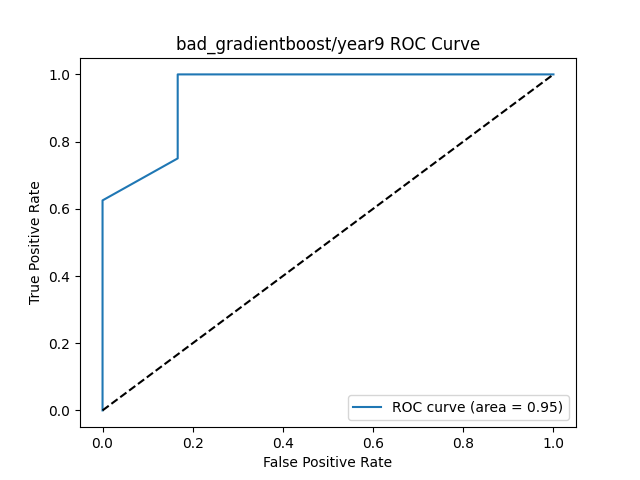 bad_gradientboost/year9 ROC Curve
True Positive Rate
1.0
0.8
0.6
0.4
0.2
0.0
ROC curve (area = 0.95)
0.0 0.2 0.4 0.6 0.8 1.0
False Positive Rate